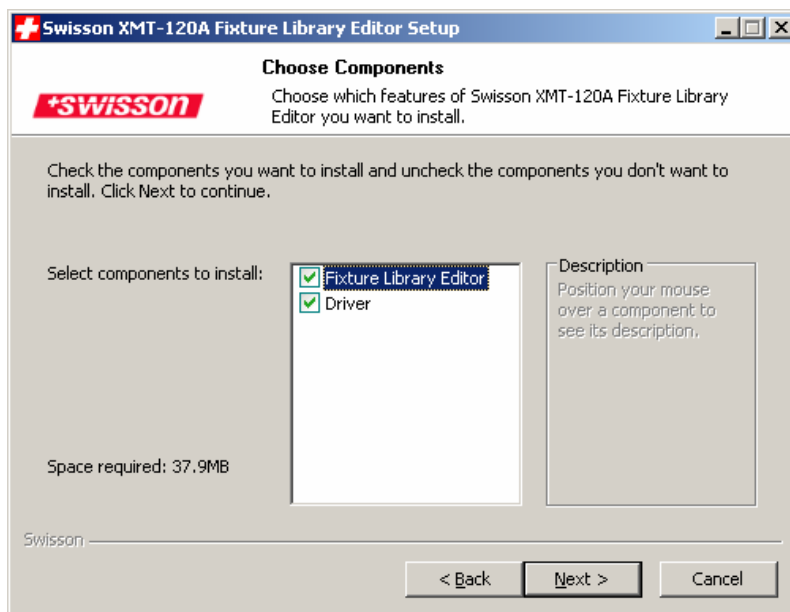 Swisson XMT-120A Fixture Library Editor Setup
Choose Components
+swisson
Choose which features of Swisson XMT-120A Fixture Library
Editor you want to install.
Check the components you want to install and uncheck the components you don't want to
install. Click Next to continue.
Select components to install:
Fixture Library Editor
Driver
Description
Position your mouse
over a component to
see its description.
Space required: 37.9MB
Swisson
< Back
Next >
Cancel